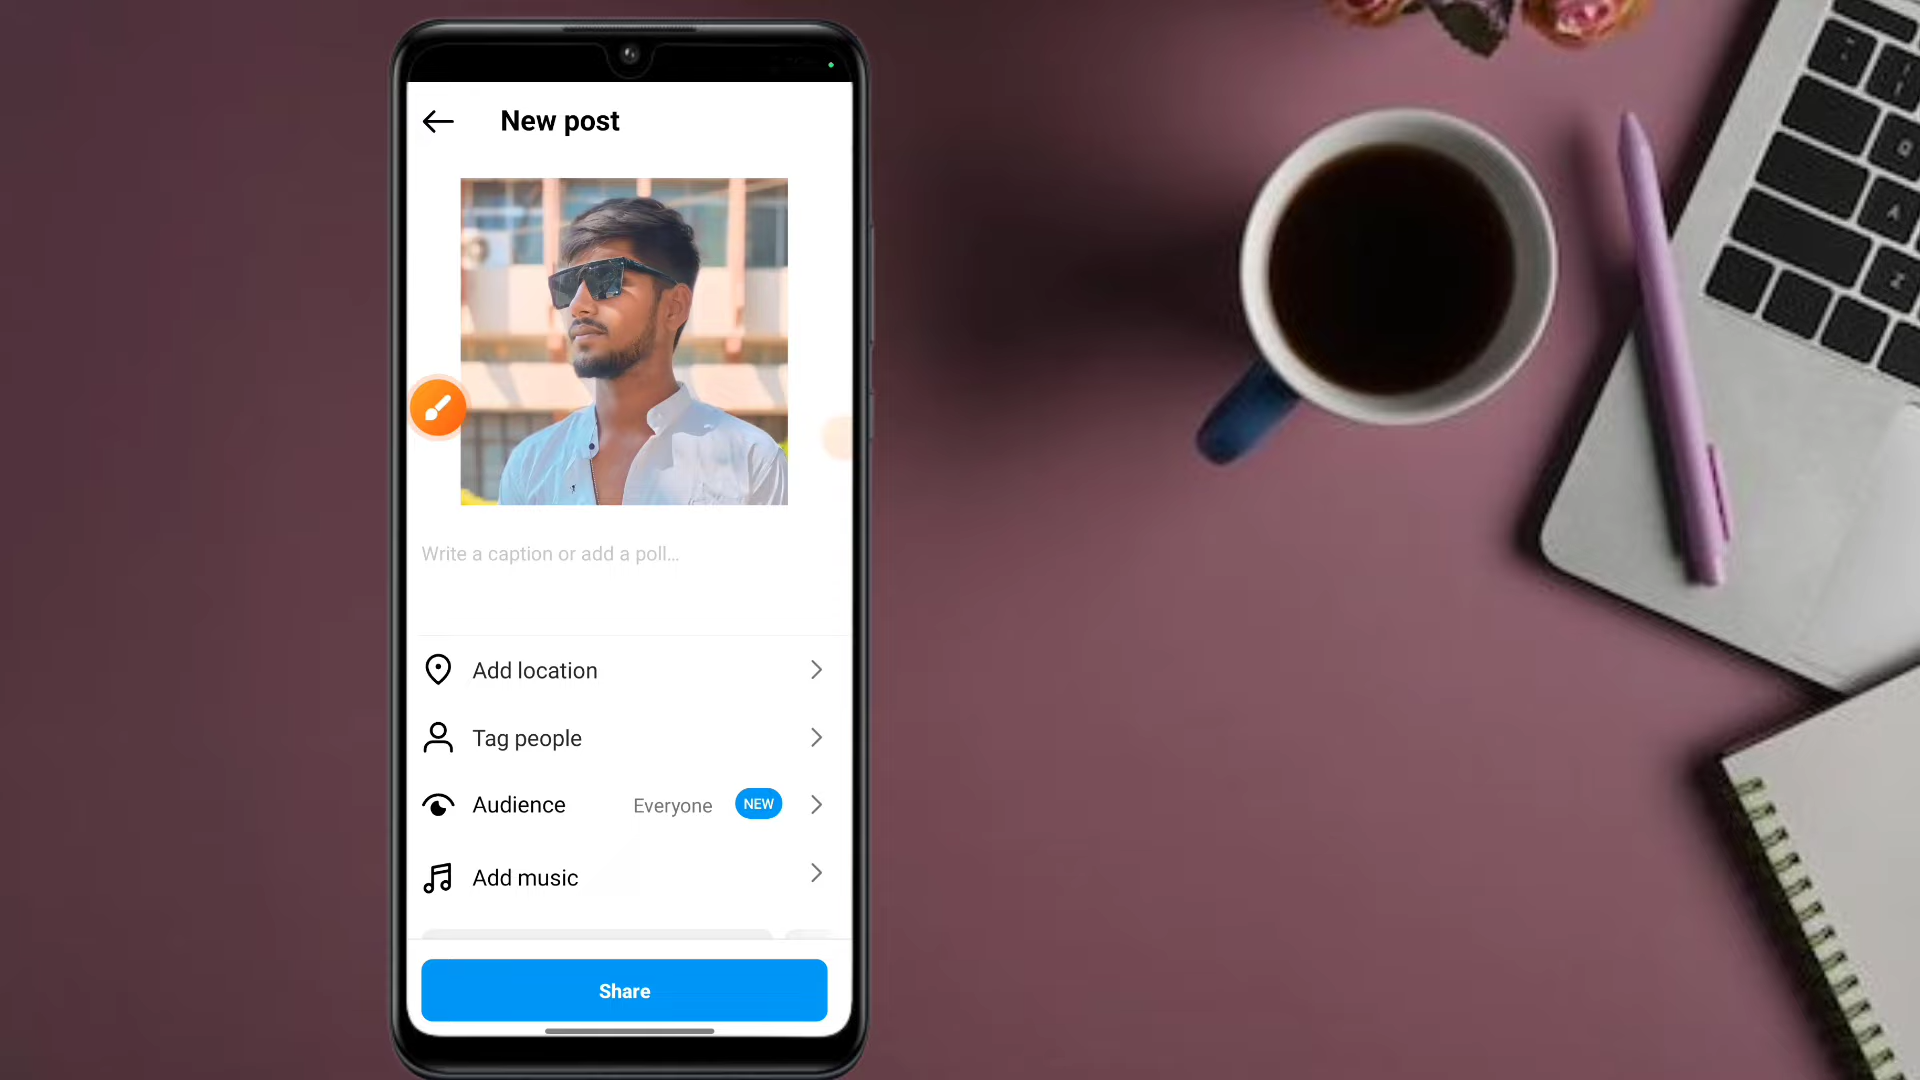 New post
Write a caption or add a poll...
Add location
Tag people
Audience Everyone NEW
Add music
Share